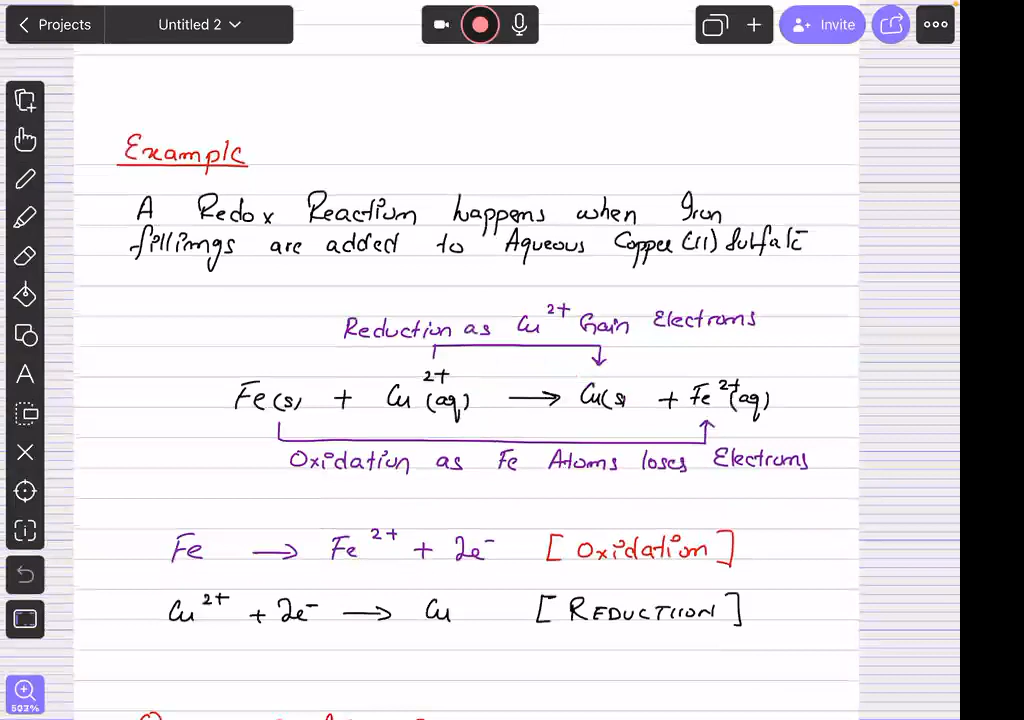 Projects Untitled 2 Invite
Example
A Redox Reaction happens when Iron
fillings are added to Aqueous Copper (II) Sulfate
Reduction as Cu²⁺ Gain Electrons
Fe(s) + Cu²⁺(aq) → Cu(s) + Fe²⁺(aq)
Oxidation as Fe Atoms loses Electrons
Fe → Fe²⁺ + 2e⁻ [Oxidation]
Cu²⁺ + 2e⁻ → Cu [REDUCTIION]
503%